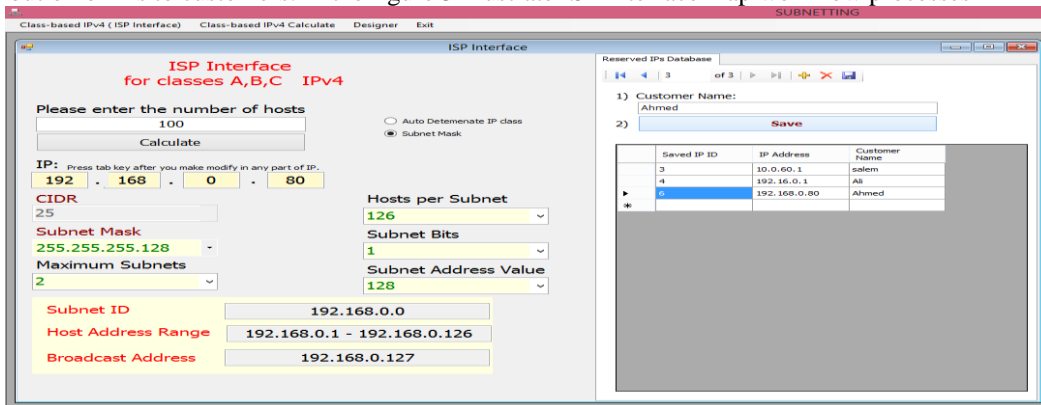 SUBNETTING
Class-based IPv4 ( ISP Interface) Class-based IPv4 Calculate Designer Exit
ISP Interface
ISP Interface
for classes A,B,C IPv4
Please enter the number of hosts
100
Calculate
Auto Detemenate IP class
Subnet Mask
IP: Press tab key after you make modify in any part of IP.
192 . 168 . 0 . 80
CIDR
25
Hosts per Subnet
126
Subnet Mask
255.255.255.128
Subnet Bits
1
Maximum Subnets
2
Subnet Address Value
128
Subnet ID 192.168.0.0
Host Address Range 192.168.0.1 - 192.168.0.126
Broadcast Address 192.168.0.127
Reserved IPs Database
3 of 3
1) Customer Name:
Ahmed
2) Save
Saved IP ID IP Address Customer Name
3 10.0.60.1 salem
4 192.16.0.1 Ali
6 192.168.0.80 Ahmed